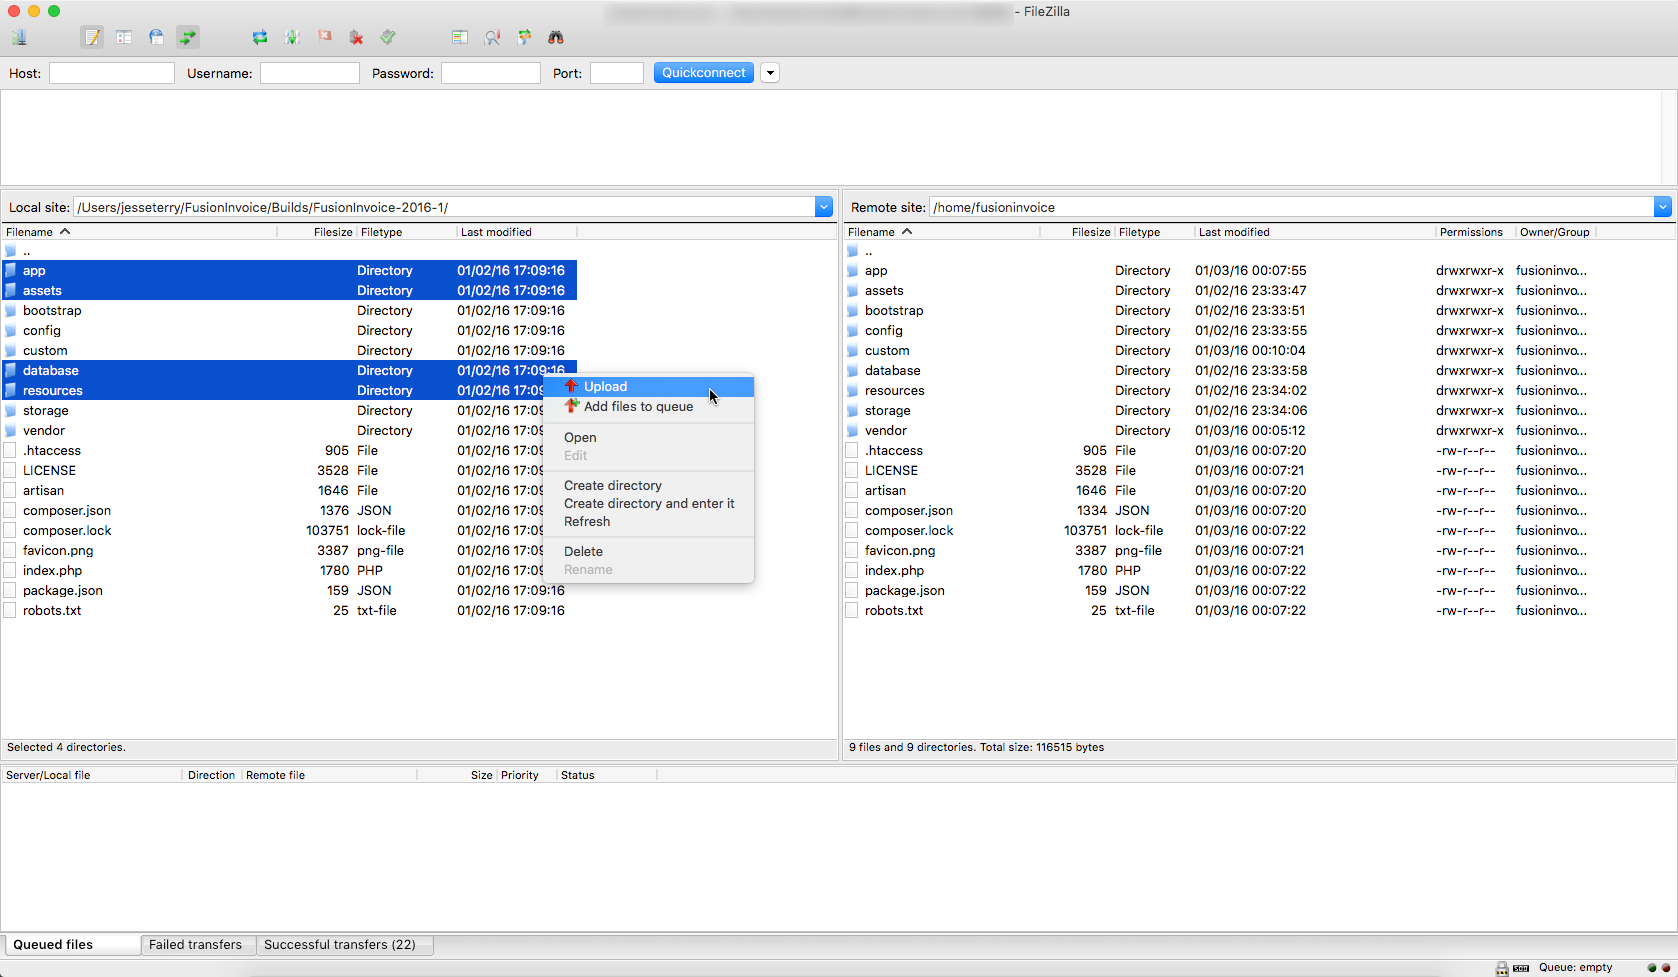 - FileZilla
Host: Username: Password: Port: Quickconnect
Local site: /Users/jesseterry/FusionInvoice/Builds/FusionInvoice-2016-1/
Filename Filesize Filetype Last modified
..
app Directory 01/02/16 17:09:16
assets Directory 01/02/16 17:09:16
bootstrap Directory 01/02/16 17:09:16
config Directory 01/02/16 17:09:16
custom Directory 01/02/16 17:09:16
database Directory 01/02/16 17:09:16
resources Directory 01/02/16 17:09
storage Directory 01/02/16 17:09
vendor Directory 01/02/16 17:09
.htaccess 905 File 01/02/16 17:09
LICENSE 3528 File 01/02/16 17:09
artisan 1646 File 01/02/16 17:09
composer.json 1376 JSON 01/02/16 17:09
composer.lock 103751 lock-file 01/02/16 17:09
favicon.png 3387 png-file 01/02/16 17:09
index.php 1780 PHP 01/02/16 17:09
package.json 159 JSON 01/02/16 17:09:16
robots.txt 25 txt-file 01/02/16 17:09:16
Selected 4 directories.
Upload
Add files to queue
Open
Edit
Create directory
Create directory and enter it
Refresh
Delete
Rename
Remote site: /home/fusioninvoice
Filename Filesize Filetype Last modified Permissions Owner/Group
..
app Directory 01/03/16 00:07:55 drwxrwxr-x fusioninvo...
assets Directory 01/02/16 23:33:47 drwxrwxr-x fusioninvo...
bootstrap Directory 01/02/16 23:33:51 drwxrwxr-x fusioninvo...
config Directory 01/02/16 23:33:55 drwxrwxr-x fusioninvo...
custom Directory 01/03/16 00:10:04 drwxrwxr-x fusioninvo...
database Directory 01/02/16 23:33:58 drwxrwxr-x fusioninvo...
resources Directory 01/02/16 23:34:02 drwxrwxr-x fusioninvo...
storage Directory 01/02/16 23:34:06 drwxrwxr-x fusioninvo...
vendor Directory 01/03/16 00:05:12 drwxrwxr-x fusioninvo...
.htaccess 905 File 01/03/16 00:07:20 -rw-r--r-- fusioninvo...
LICENSE 3528 File 01/03/16 00:07:21 -rw-r--r-- fusioninvo...
artisan 1646 File 01/03/16 00:07:20 -rw-r--r-- fusioninvo...
composer.json 1334 JSON 01/03/16 00:07:20 -rw-r--r-- fusioninvo...
composer.lock 103751 lock-file 01/03/16 00:07:22 -rw-r--r-- fusioninvo...
favicon.png 3387 png-file 01/03/16 00:07:21 -rw-r--r-- fusioninvo...
index.php 1780 PHP 01/03/16 00:07:22 -rw-r--r-- fusioninvo...
package.json 159 JSON 01/03/16 00:07:22 -rw-r--r-- fusioninvo...
robots.txt 25 txt-file 01/03/16 00:07:22 -rw-r--r-- fusioninvo...
9 files and 9 directories. Total size: 116515 bytes
Server/Local file Direction Remote file Size Priority Status
Queued files Failed transfers Successful transfers (22)
Queue: empty